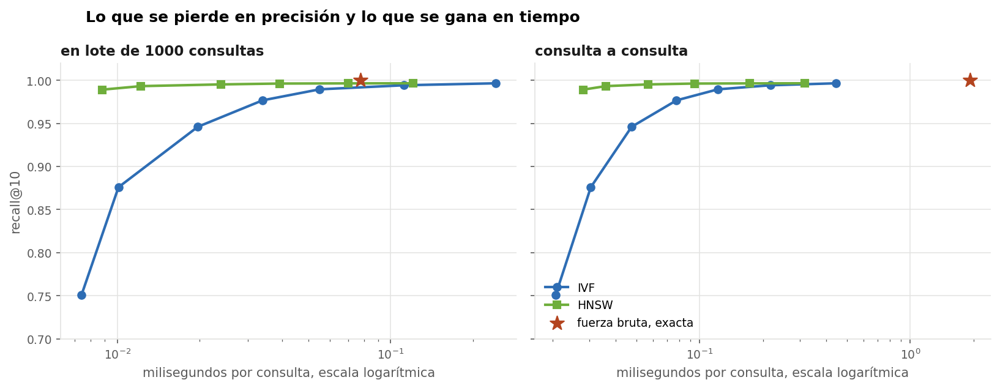 Lo que se pierde en precisión y lo que se gana en tiempo
en lote de 1000 consultas
consulta a consulta
recall@10
1.00
0.95
0.90
0.85
0.80
0.75
0.70
10⁻²
10⁻¹
milisegundos por consulta, escala logarítmica
IVF
HNSW
fuerza bruta, exacta
10⁻¹
10⁰
milisegundos por consulta, escala logarítmica